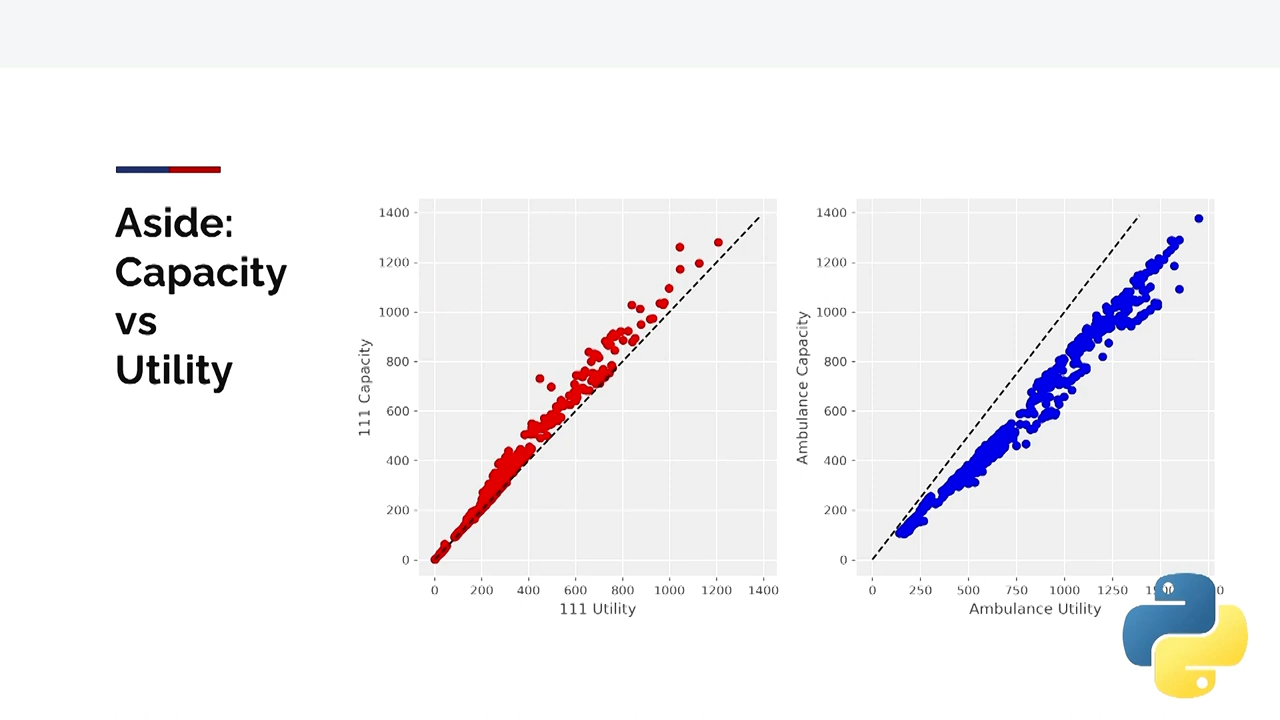 Aside:
Capacity
vs
Utility
111 Capacity
1400
1200
1000
800
600
400
200
0
0 200 400 600 800 1000 1200 1400
111 Utility
Ambulance Capacity
1400
1200
1000
800
600
400
200
0
0 250 500 750 1000 1250
Ambulance Utility